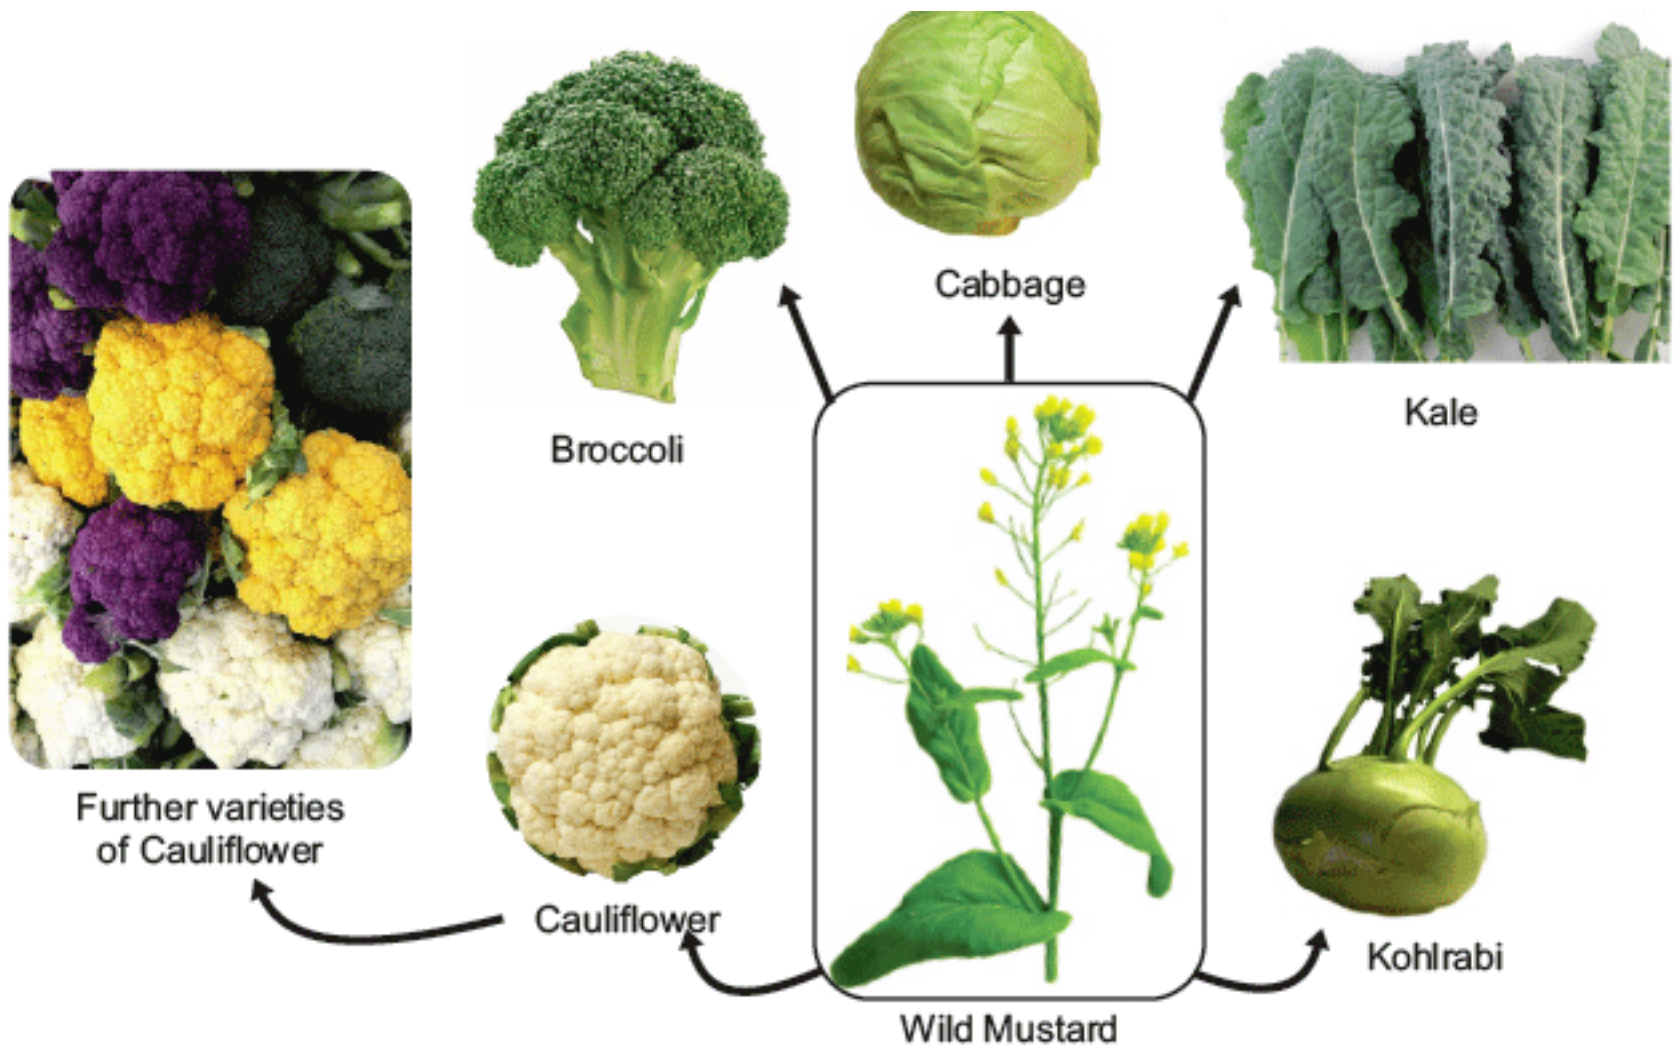 Cabbage
Kale
Broccoli
Further varieties
of Cauliflower
Cauliflower
Kohlrabi
Wild Mustard